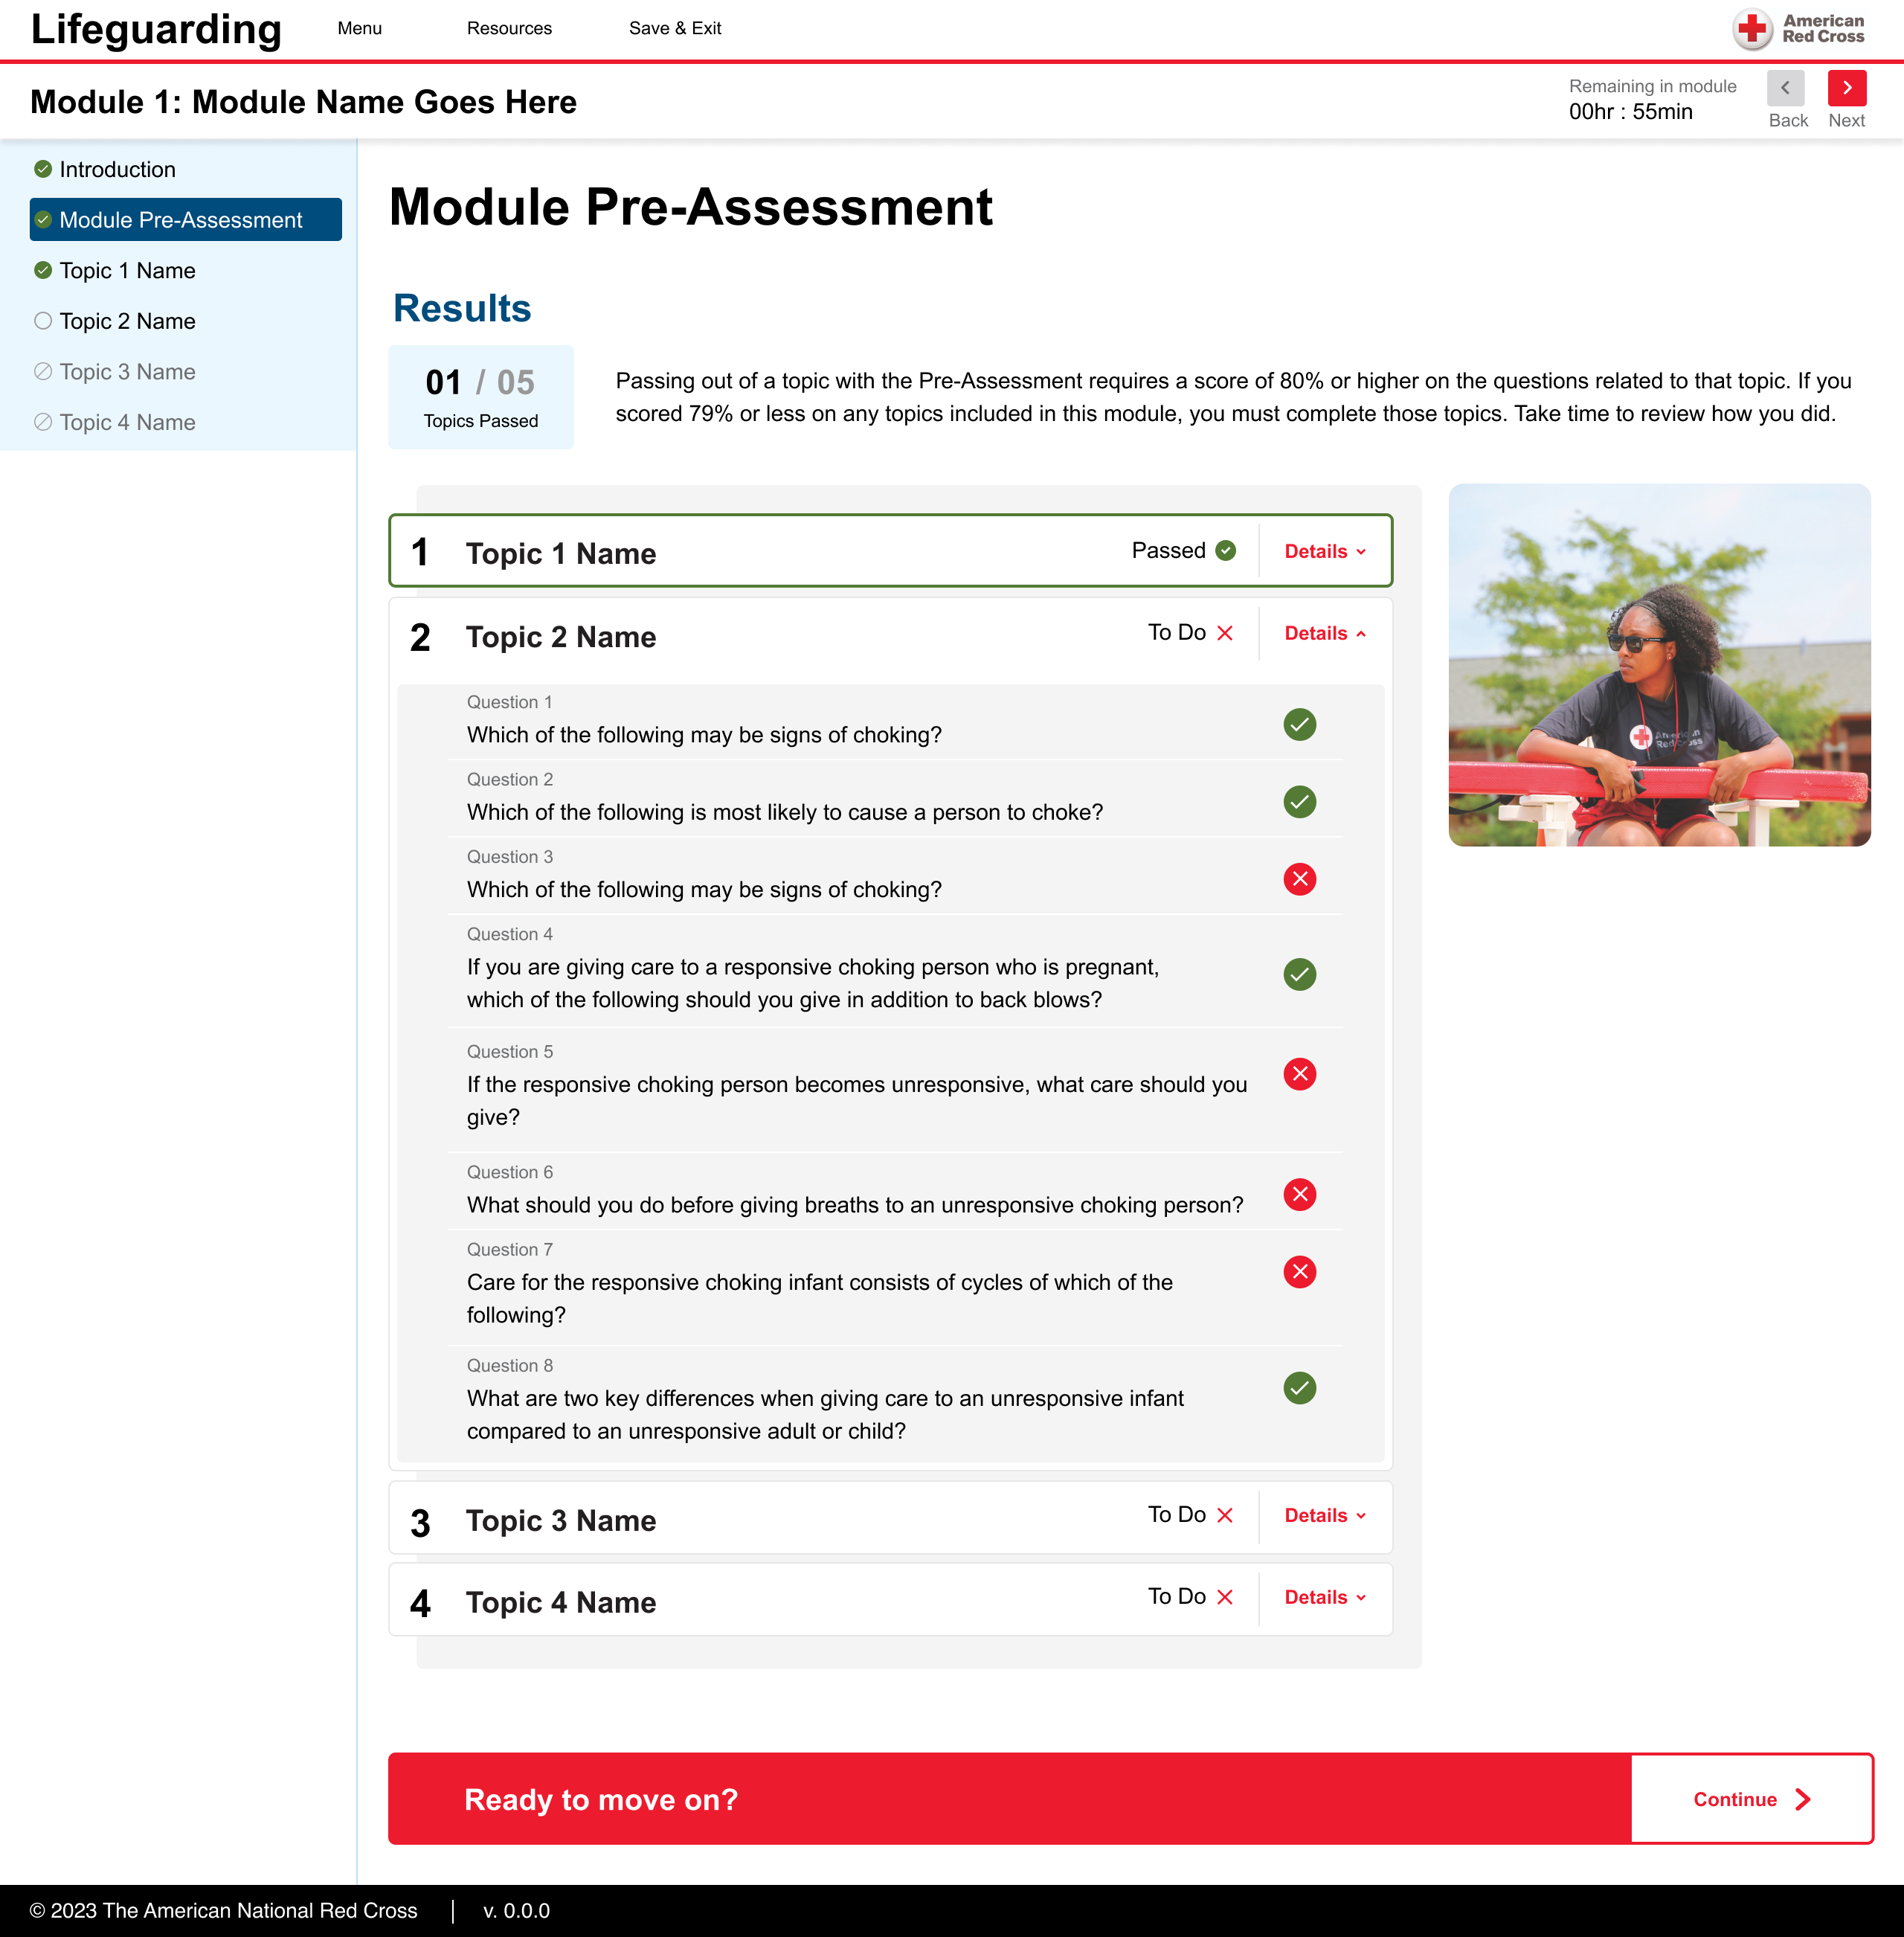 Lifeguarding
Menu
Resources
Save & Exit
American
Red Cross
Module 1: Module Name Goes Here
Remaining in module
00hr : 55min
Back
Next
Introduction
Module Pre-Assessment
Topic 1 Name
Topic 2 Name
Topic 3 Name
Topic 4 Name
Module Pre-Assessment
Results
01 / 05
Topics Passed
Passing out of a topic with the Pre-Assessment requires a score of 80% or higher on the questions related to that topic. If you
scored 79% or less on any topics included in this module, you must complete those topics. Take time to review how you did.
1 Topic 1 Name Passed Details
2 Topic 2 Name To Do Details
Question 1
Which of the following may be signs of choking?
Question 2
Which of the following is most likely to cause a person to choke?
Question 3
Which of the following may be signs of choking?
Question 4
If you are giving care to a responsive choking person who is pregnant,
which of the following should you give in addition to back blows?
Question 5
If the responsive choking person becomes unresponsive, what care should you
give?
Question 6
What should you do before giving breaths to an unresponsive choking person?
Question 7
Care for the responsive choking infant consists of cycles of which of the
following?
Question 8
What are two key differences when giving care to an unresponsive infant
compared to an unresponsive adult or child?
3 Topic 3 Name To Do Details
4 Topic 4 Name To Do Details
American
Red Cross
Ready to move on?
Continue
© 2023 The American National Red Cross | v. 0.0.0